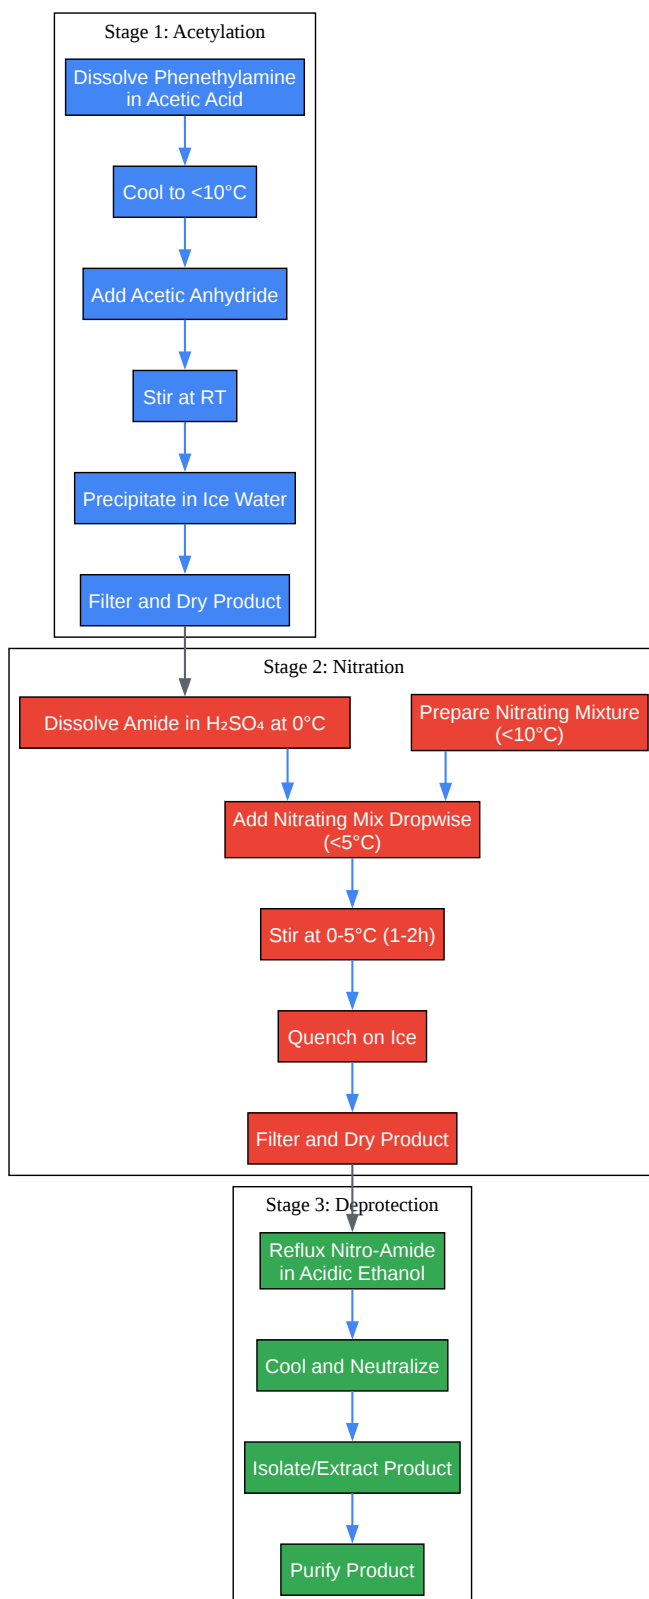 Stage 1: Acetylation
Dissolve Phenethylamine
in Acetic Acid
Cool to <10°C
Add Acetic Anhydride
Stir at RT
Precipitate in Ice Water
Filter and Dry Product
Stage 2: Nitration
Dissolve Amide in H₂SO₄ at 0°C
Prepare Nitrating Mixture
(<10°C)
Add Nitrating Mix Dropwise
(<5°C)
Stir at 0-5°C (1-2h)
Quench on Ice
Filter and Dry Product
Stage 3: Deprotection
Reflux Nitro-Amide
in Acidic Ethanol
Cool and Neutralize
Isolate/Extract Product
Purify Product